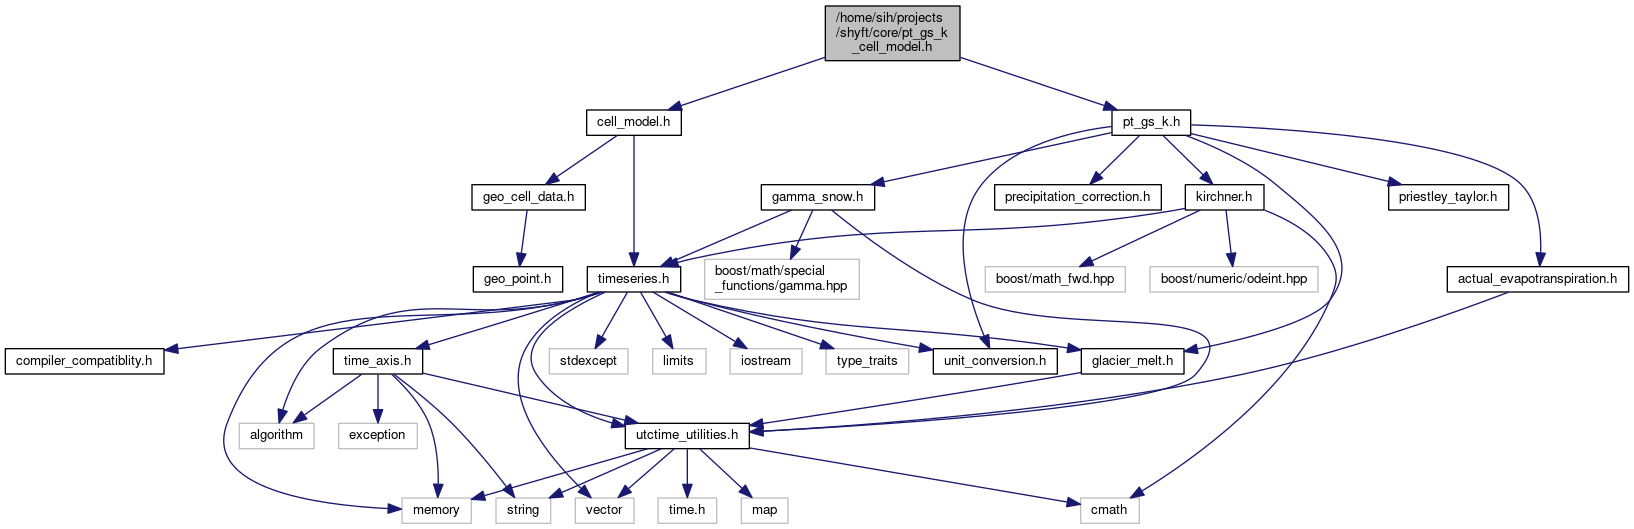 /home/sih/projects
/shyft/core/pt_gs_k
_cell_model.h
cell_model.h
pt_gs_k.h
geo_cell_data.h
gamma_snow.h
precipitation_correction.h
kirchner.h
priestley_taylor.h
geo_point.h
timeseries.h
boost/math/special
_functions/gamma.hpp
boost/math_fwd.hpp
boost/numeric/odeint.hpp
actual_evapotranspiration.h
compiler_compatiblity.h
time_axis.h
stdexcept
limits
iostream
type_traits
unit_conversion.h
glacier_melt.h
algorithm
exception
utctime_utilities.h
memory
string
vector
time.h
map
cmath